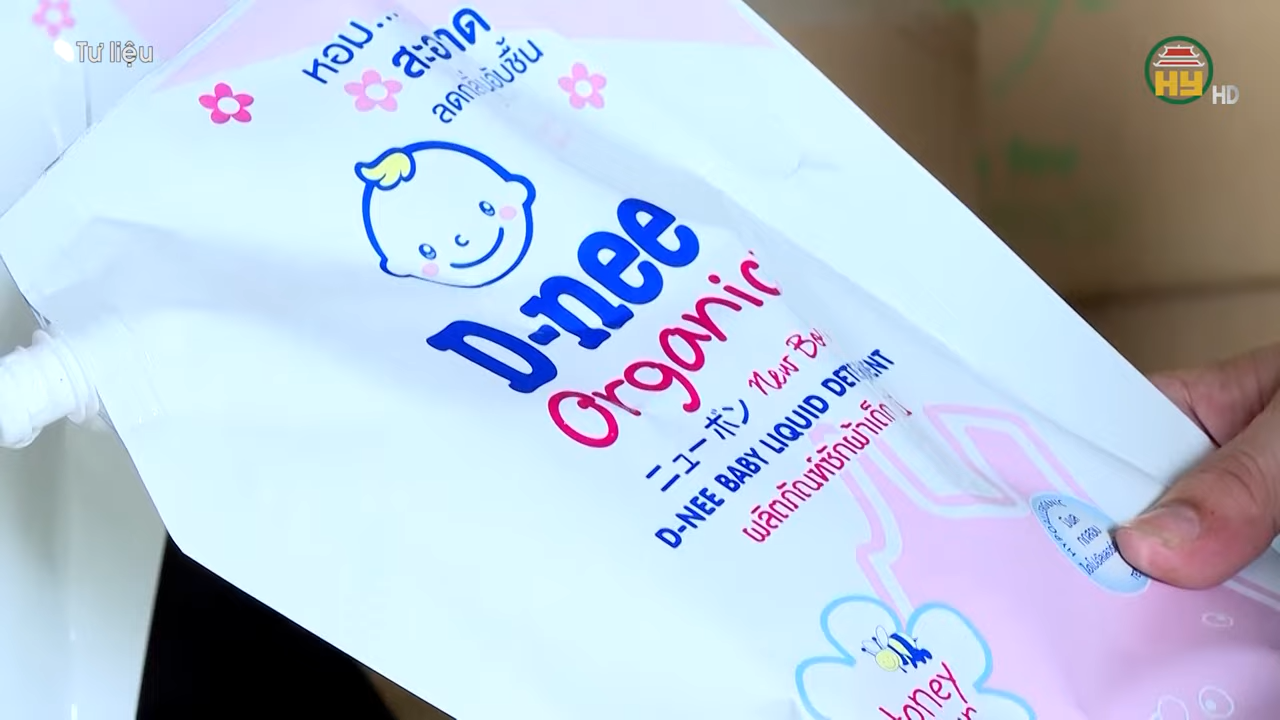 Tư liệu
HY HD
หอม... สะอาด
ลดกลิ่นอับชื้น
D-nee
Organic
ニューボン New
D-NEE BABY LIQUID
ผลิตภัณฑ์ซักผ้าเด็ก